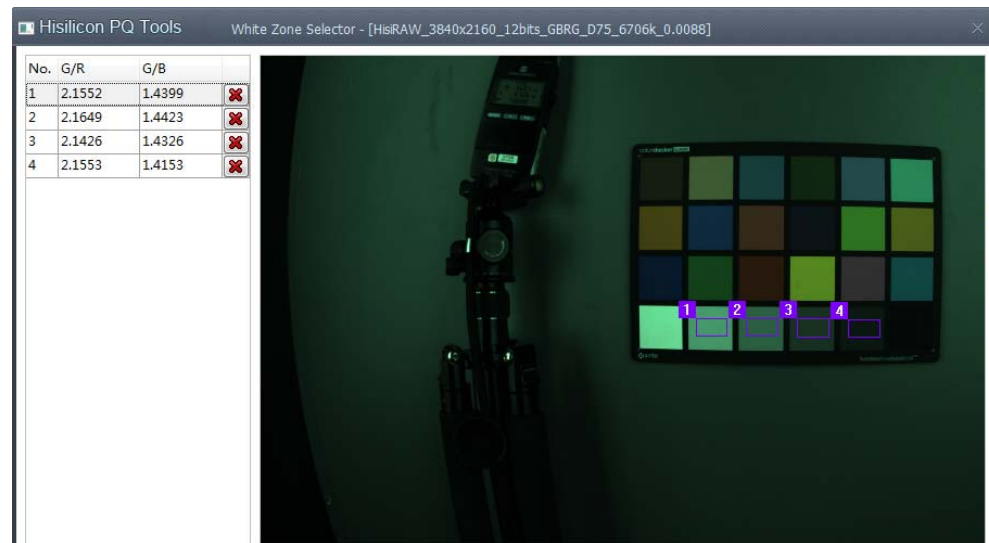 Hisilicon PQ Tools White Zone Selector - [HisiRAW_3840x2160_12bits_GBRG_D75_6706k_0.0088]
No. G/R G/B
1 2.1552 1.4399
2 2.1649 1.4423
3 2.1426 1.4326
4 2.1553 1.4153
1 2 3 4